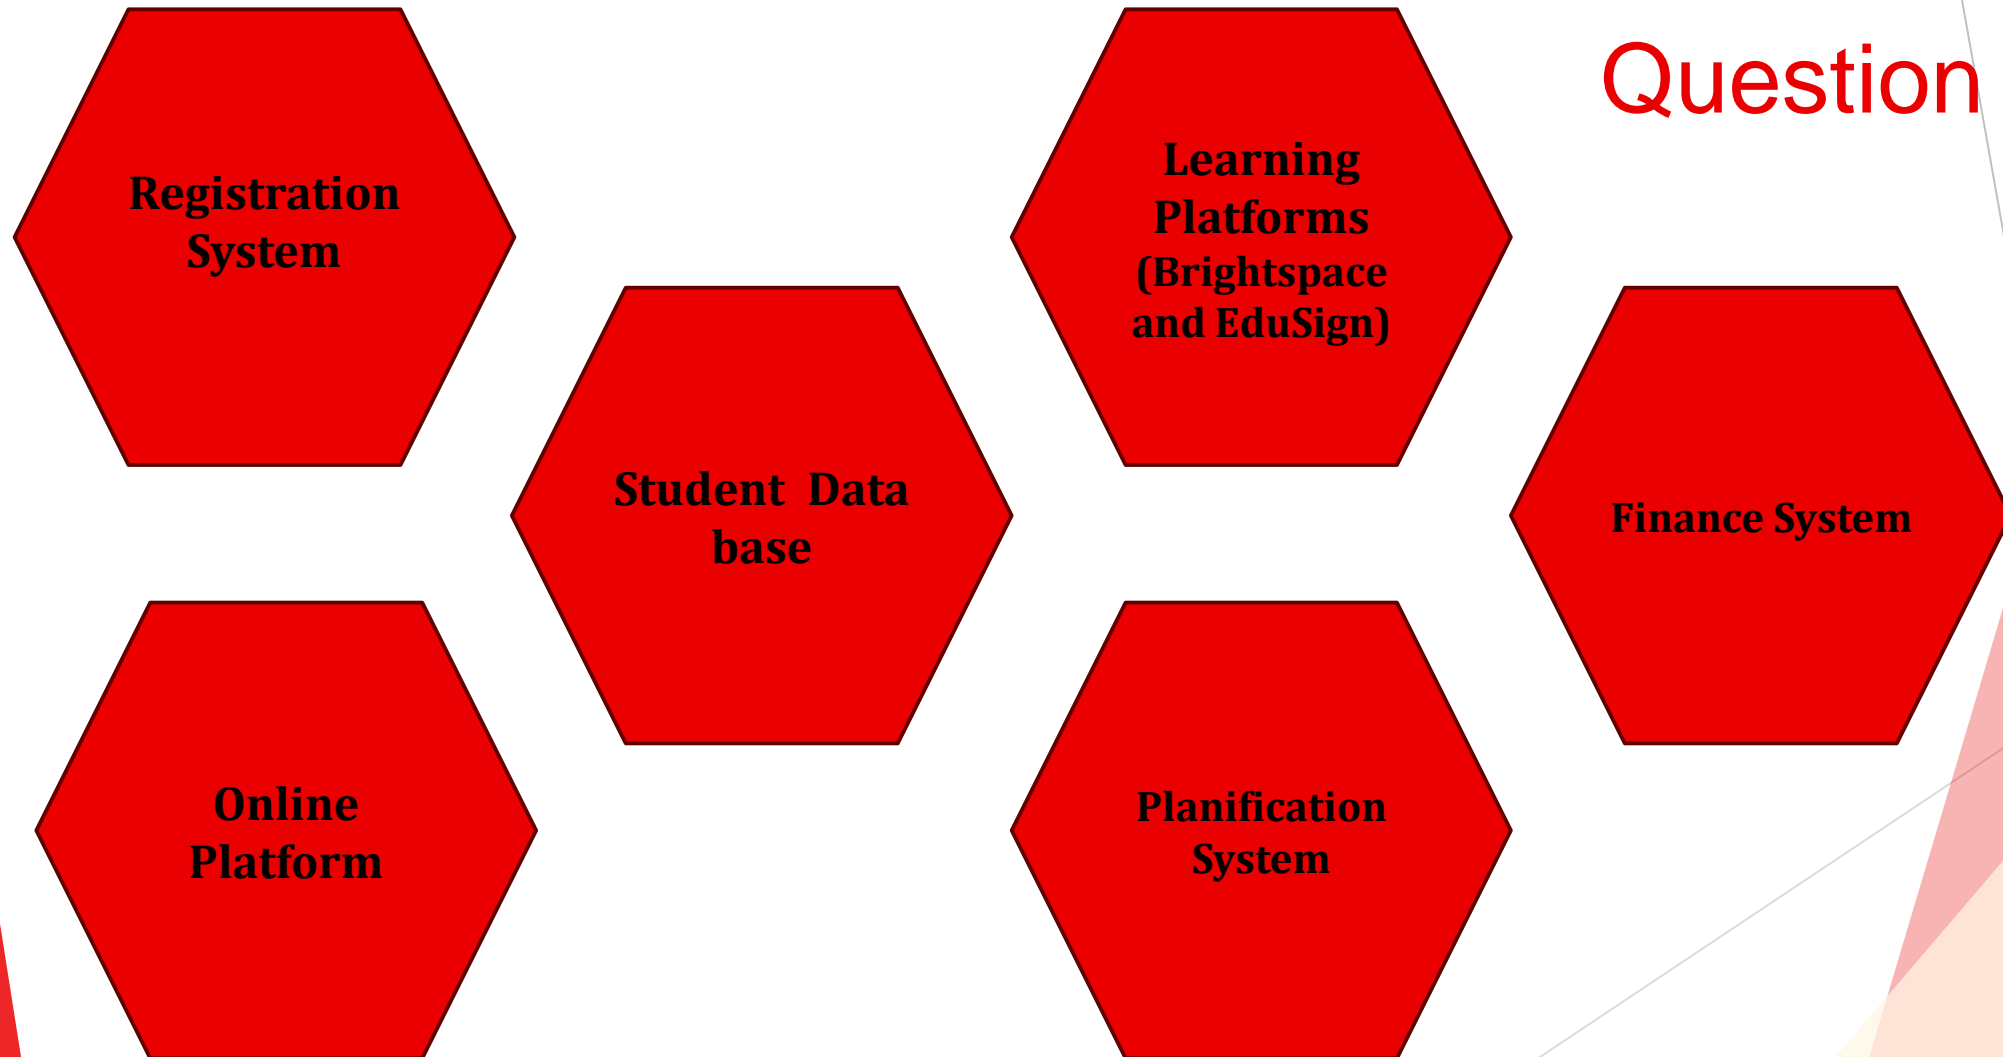 Question
Registration
System
Learning
Platforms
(Brightspace
and EduSign)
Student  Data
base
Finance System
Online
Platform
Planification
System